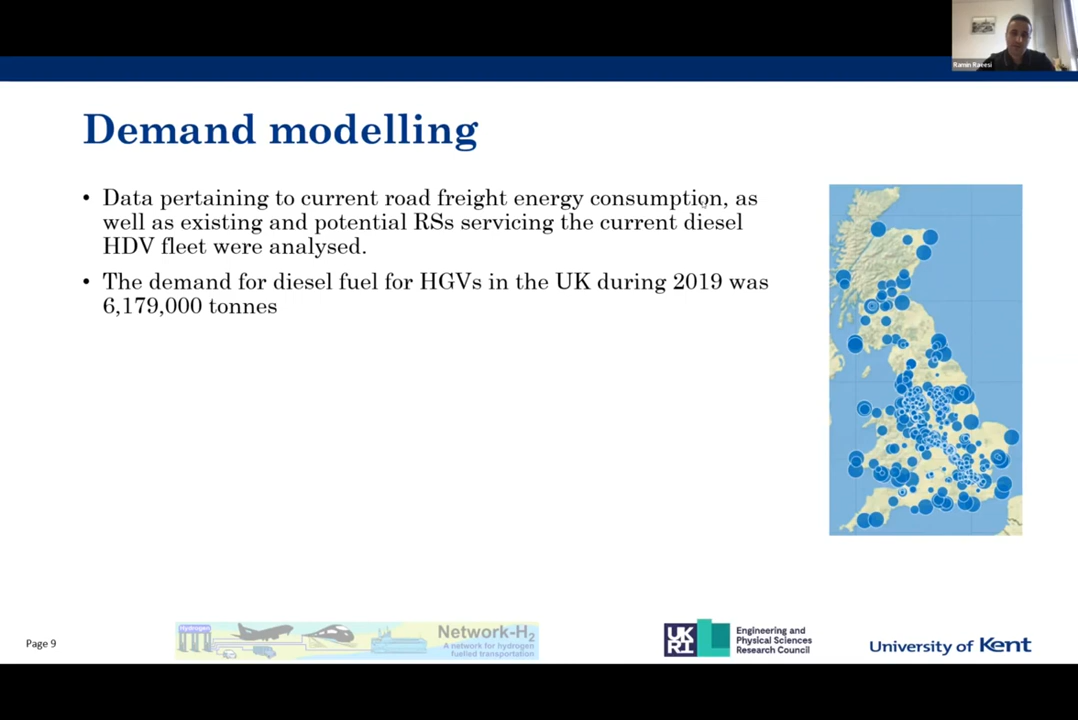 Ramin Raeesi
Demand modelling
• Data pertaining to current road freight energy consumption, as
well as existing and potential RSs servicing the current diesel
HDV fleet were analysed.
• The demand for diesel fuel for HGVs in the UK during 2019 was
6,179,000 tonnes
Page 9
Hydrogen
Network-H₂
A network for hydrogen
fuelled transportation
UK
RI
Engineering and
Physical Sciences
Research Council
University of Kent